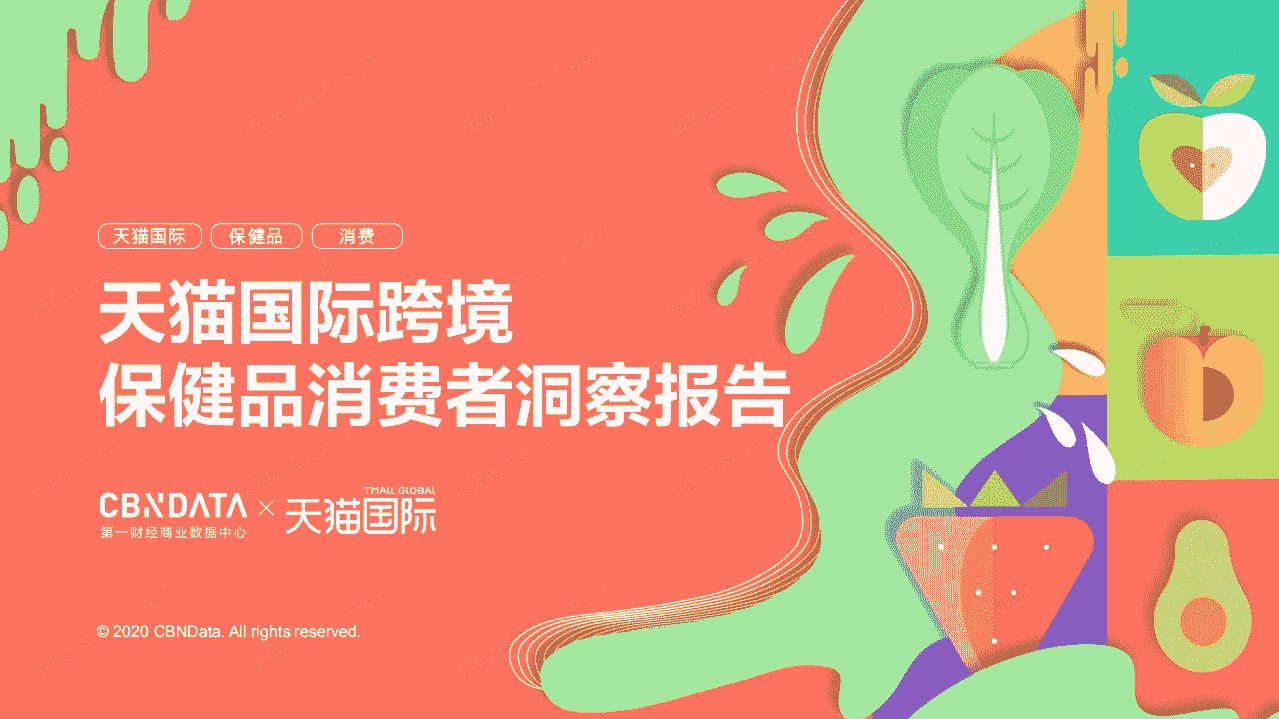 天猫国际 保健品 消费
天猫国际跨境
保健品消费者洞察报告
CBNDATA × 天猫国际 TMALL GLOBAL
第一财经商业数据中心
© 2020 CBNData. All rights reserved.